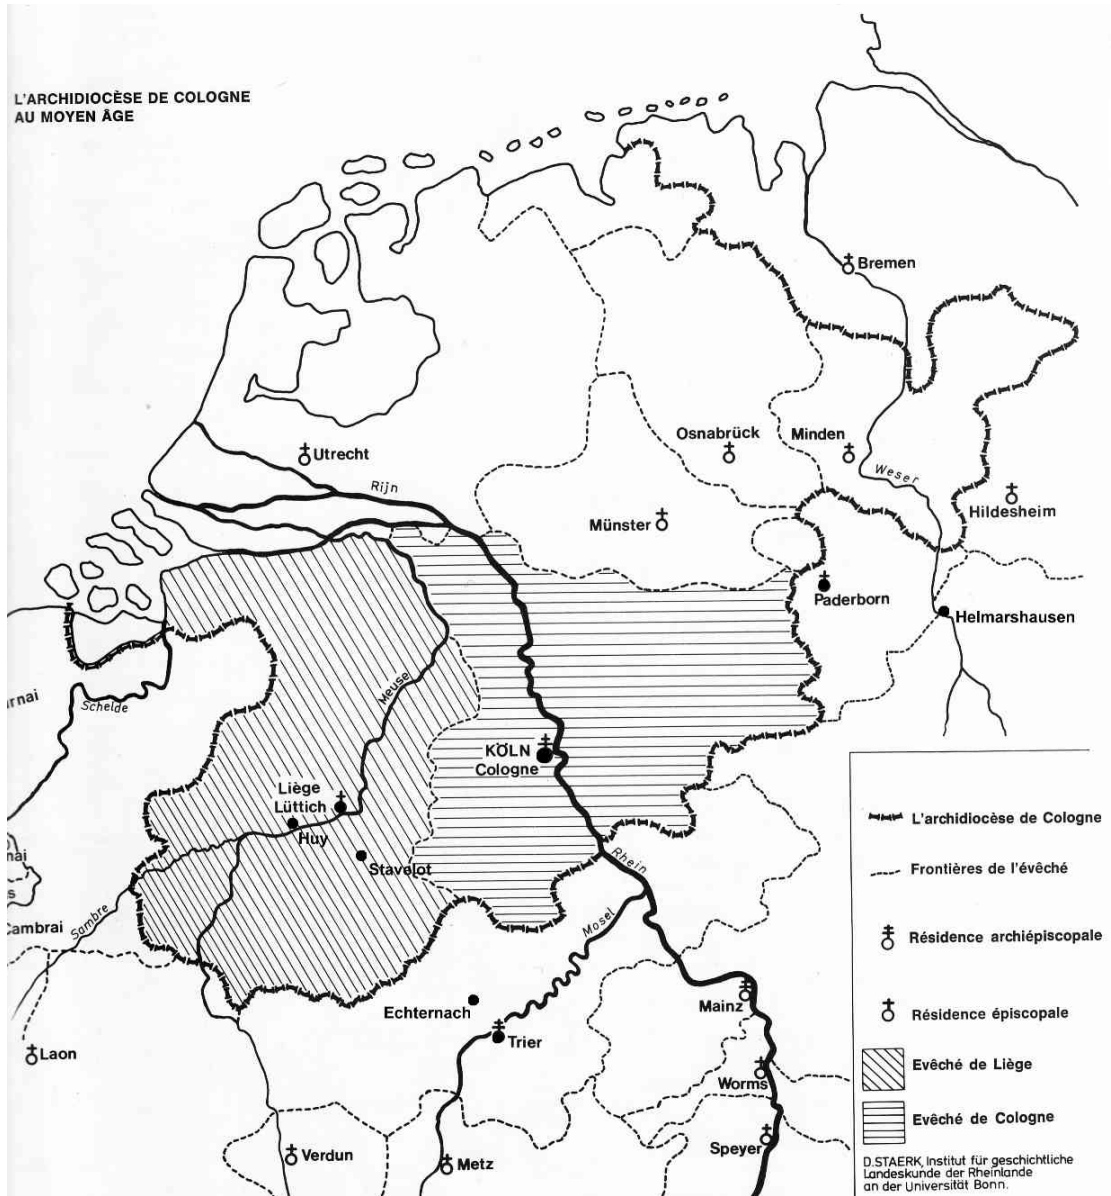 L'ARCHIDIOCÈSE DE COLOGNE
AU MOYEN ÂGE
Bremen
Osnabrück
Minden
Utrecht
Rijn
Weser
Hildesheim
Münster
Paderborn
Helmarshausen
rnai
Schelde
Meuse
KÖLN
Cologne
Liège
Lüttich
Huy
Stavelot
Rhein
nai
s
Cambrai
Sambre
Mosel
Echternach
Mainz
Trier
Laon
Worms
Speyer
Verdun
Metz
L'archidiocèse de Cologne
Frontières de l'évêché
Résidence archiépiscopale
Résidence épiscopale
Evêché de Liège
Evêché de Cologne
D.STAERK, Institut für geschichtliche
Landeskunde der Rheinlande
an der Universität Bonn.